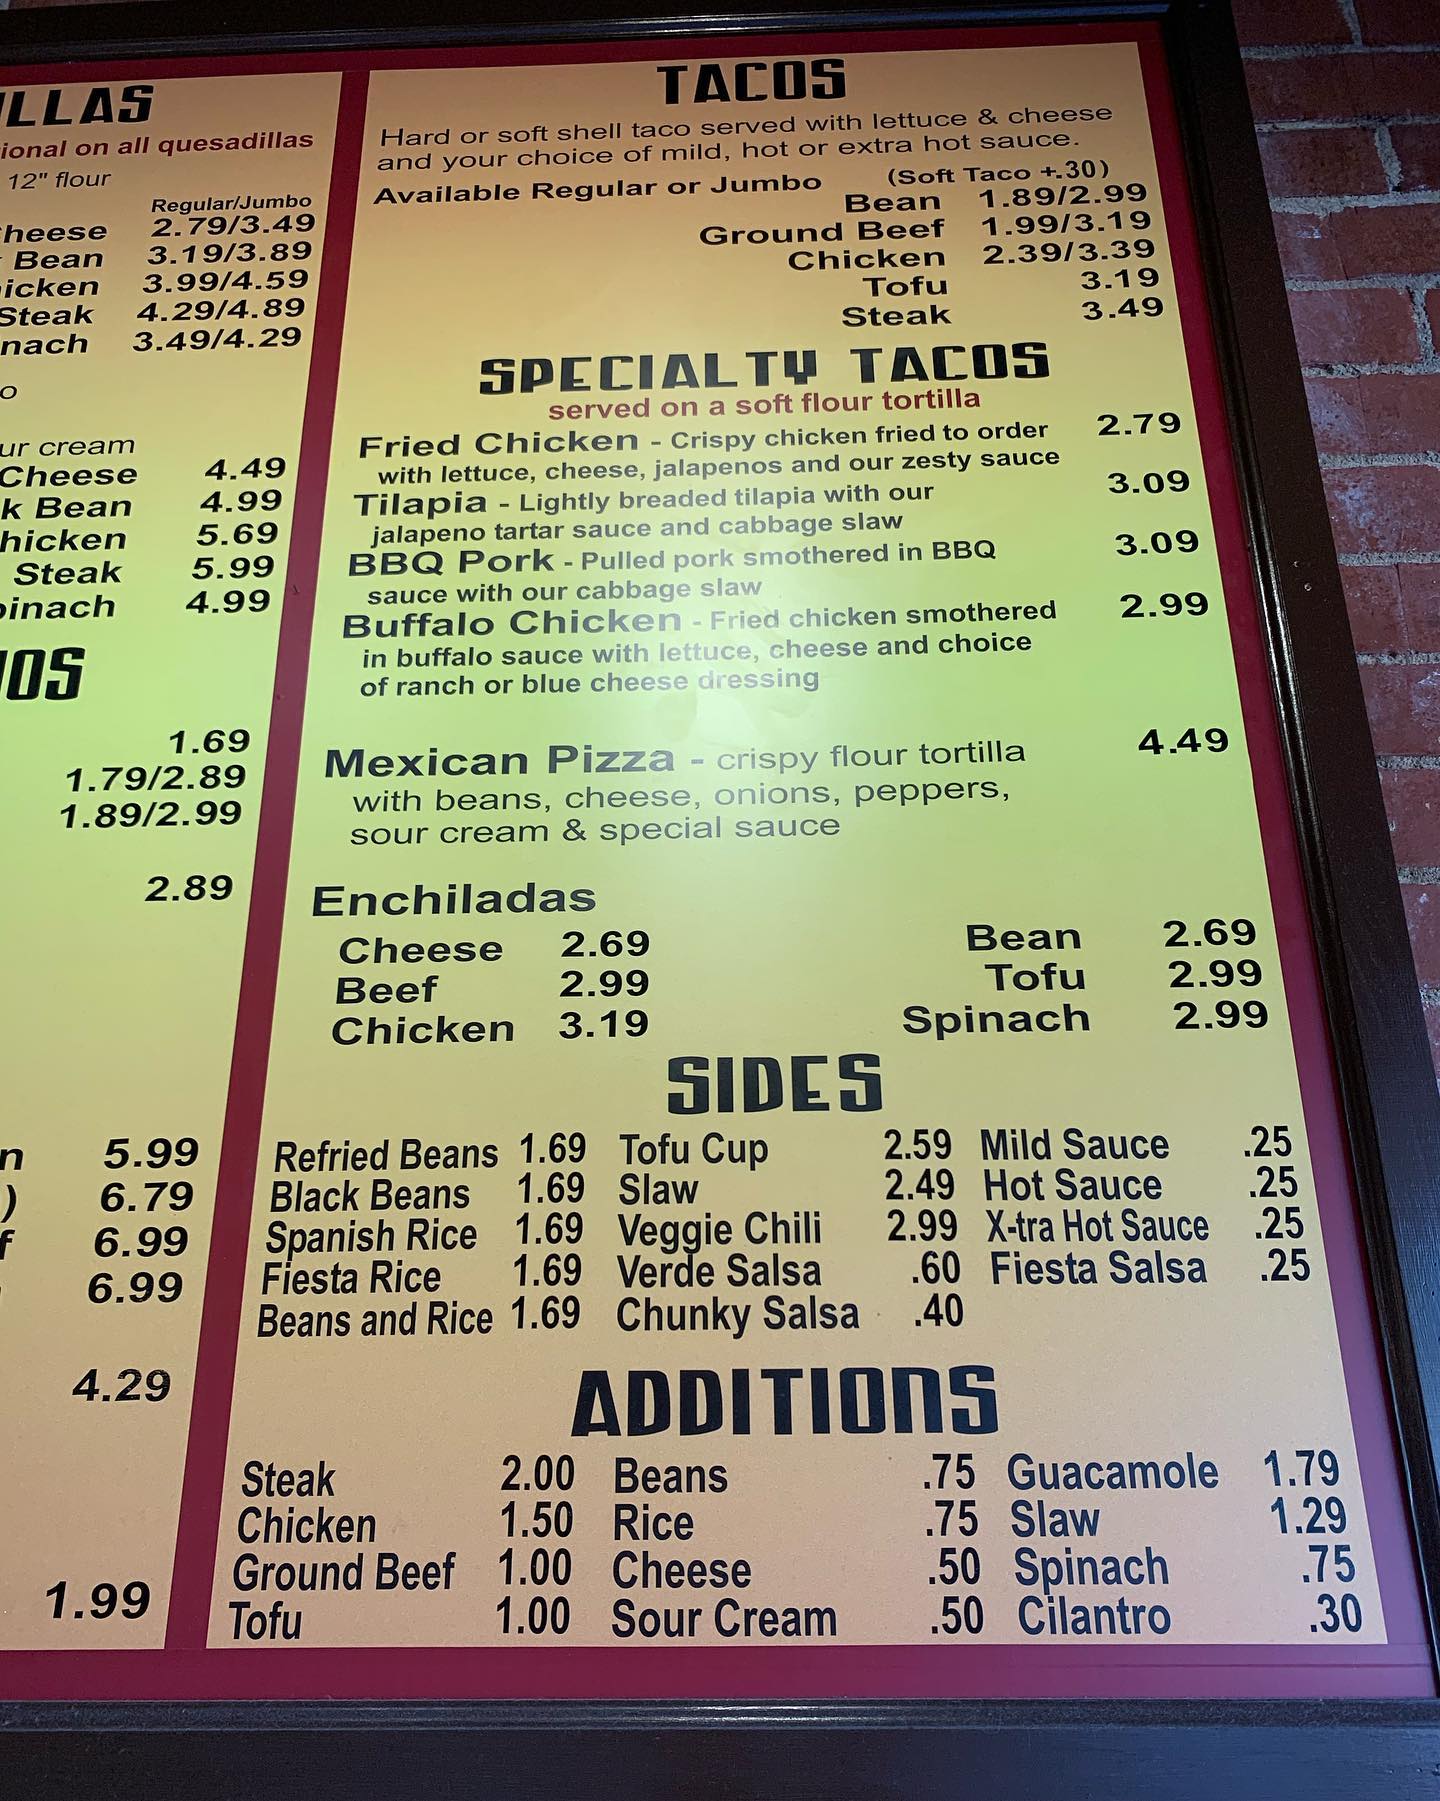 ILLAS
ional on all quesadillas
12" flour
Regular/Jumbo
heese 2.79/3.49
Bean 3.19/3.89
icken 3.99/4.59
Steak 4.29/4.89
nach 3.49/4.29
o
ur cream
Cheese 4.49
k Bean 4.99
hicken 5.69
Steak 5.99
pinach 4.99
HOS
1.69
1.79/2.89
1.89/2.99
2.89
n 5.99
) 6.79
f 6.99
6.99
4.29
1.99
TACOS
Hard or soft shell taco served with lettuce & cheese
and your choice of mild, hot or extra hot sauce.
Available Regular or Jumbo (Soft Taco +.30)
Bean 1.89/2.99
Ground Beef 1.99/3.19
Chicken 2.39/3.39
Tofu 3.19
Steak 3.49
SPECIALTY TACOS
served on a soft flour tortilla
Fried Chicken - Crispy chicken fried to order 2.79
with lettuce, cheese, jalapenos and our zesty sauce
Tilapia - Lightly breaded tilapia with our 3.09
jalapeno tartar sauce and cabbage slaw
BBQ Pork - Pulled pork smothered in BBQ 3.09
sauce with our cabbage slaw
Buffalo Chicken - Fried chicken smothered 2.99
in buffalo sauce with lettuce, cheese and choice
of ranch or blue cheese dressing
Mexican Pizza - crispy flour tortilla 4.49
with beans, cheese, onions, peppers,
sour cream & special sauce
Enchiladas
Cheese 2.69 Bean 2.69
Beef 2.99 Tofu 2.99
Chicken 3.19 Spinach 2.99
SIDES
Refried Beans 1.69 Tofu Cup 2.59 Mild Sauce .25
Black Beans 1.69 Slaw 2.49 Hot Sauce .25
Spanish Rice 1.69 Veggie Chili 2.99 X-tra Hot Sauce .25
Fiesta Rice 1.69 Verde Salsa .60 Fiesta Salsa .25
Beans and Rice 1.69 Chunky Salsa .40
ADDITIONS
Steak 2.00 Beans .75 Guacamole 1.79
Chicken 1.50 Rice .75 Slaw 1.29
Ground Beef 1.00 Cheese .50 Spinach .75
Tofu 1.00 Sour Cream .50 Cilantro .30